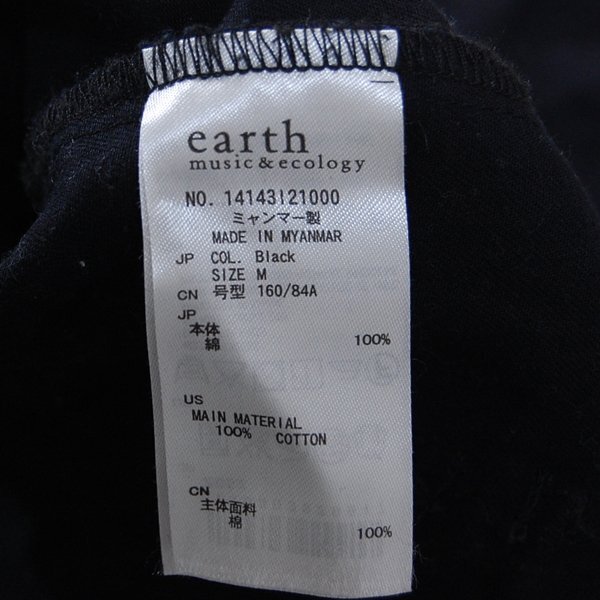 earth
music & ecology
NO. 14143121000
ミャンマー製
MADE IN MYANMAR
JP COL. Black
SIZE M
CN 号型 160/84A
JP
本体
綿 100%
US
MAIN MATERIAL
100% COTTON
CN
主体面料
棉 100%